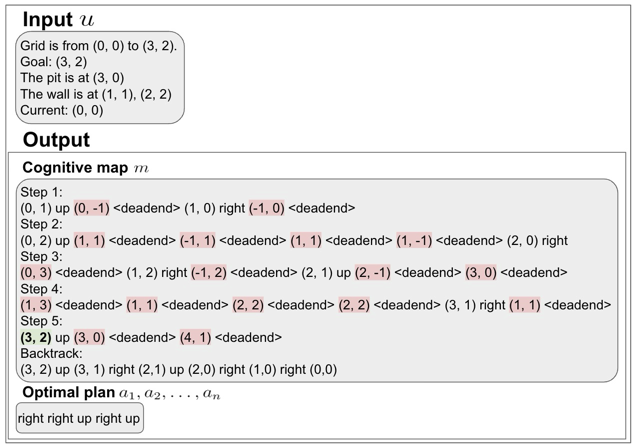 Input u
Grid is from (0, 0) to (3, 2).
Goal: (3, 2)
The pit is at (3, 0)
The wall is at (1, 1), (2, 2)
Current: (0, 0)
Output
Cognitive map m
Step 1:
(0, 1) up (0, -1) <deadend> (1, 0) right (-1, 0) <deadend>
Step 2:
(0, 2) up (1, 1) <deadend> (-1, 1) <deadend> (1, 1) <deadend> (1, -1) <deadend> (2, 0) right
Step 3:
(0, 3) <deadend> (1, 2) right (-1, 2) <deadend> (2, 1) up (2, -1) <deadend> (3, 0) <deadend>
Step 4:
(1, 3) <deadend> (1, 1) <deadend> (2, 2) <deadend> (2, 2) <deadend> (3, 1) right (1, 1) <deadend>
Step 5:
(3, 2) up (3, 0) <deadend> (4, 1) <deadend>
Backtrack:
(3, 2) up (3, 1) right (2,1) up (2,0) right (1,0) right (0,0)
Optimal plan a₁, a₂, . . . , aₙ
right right up right up